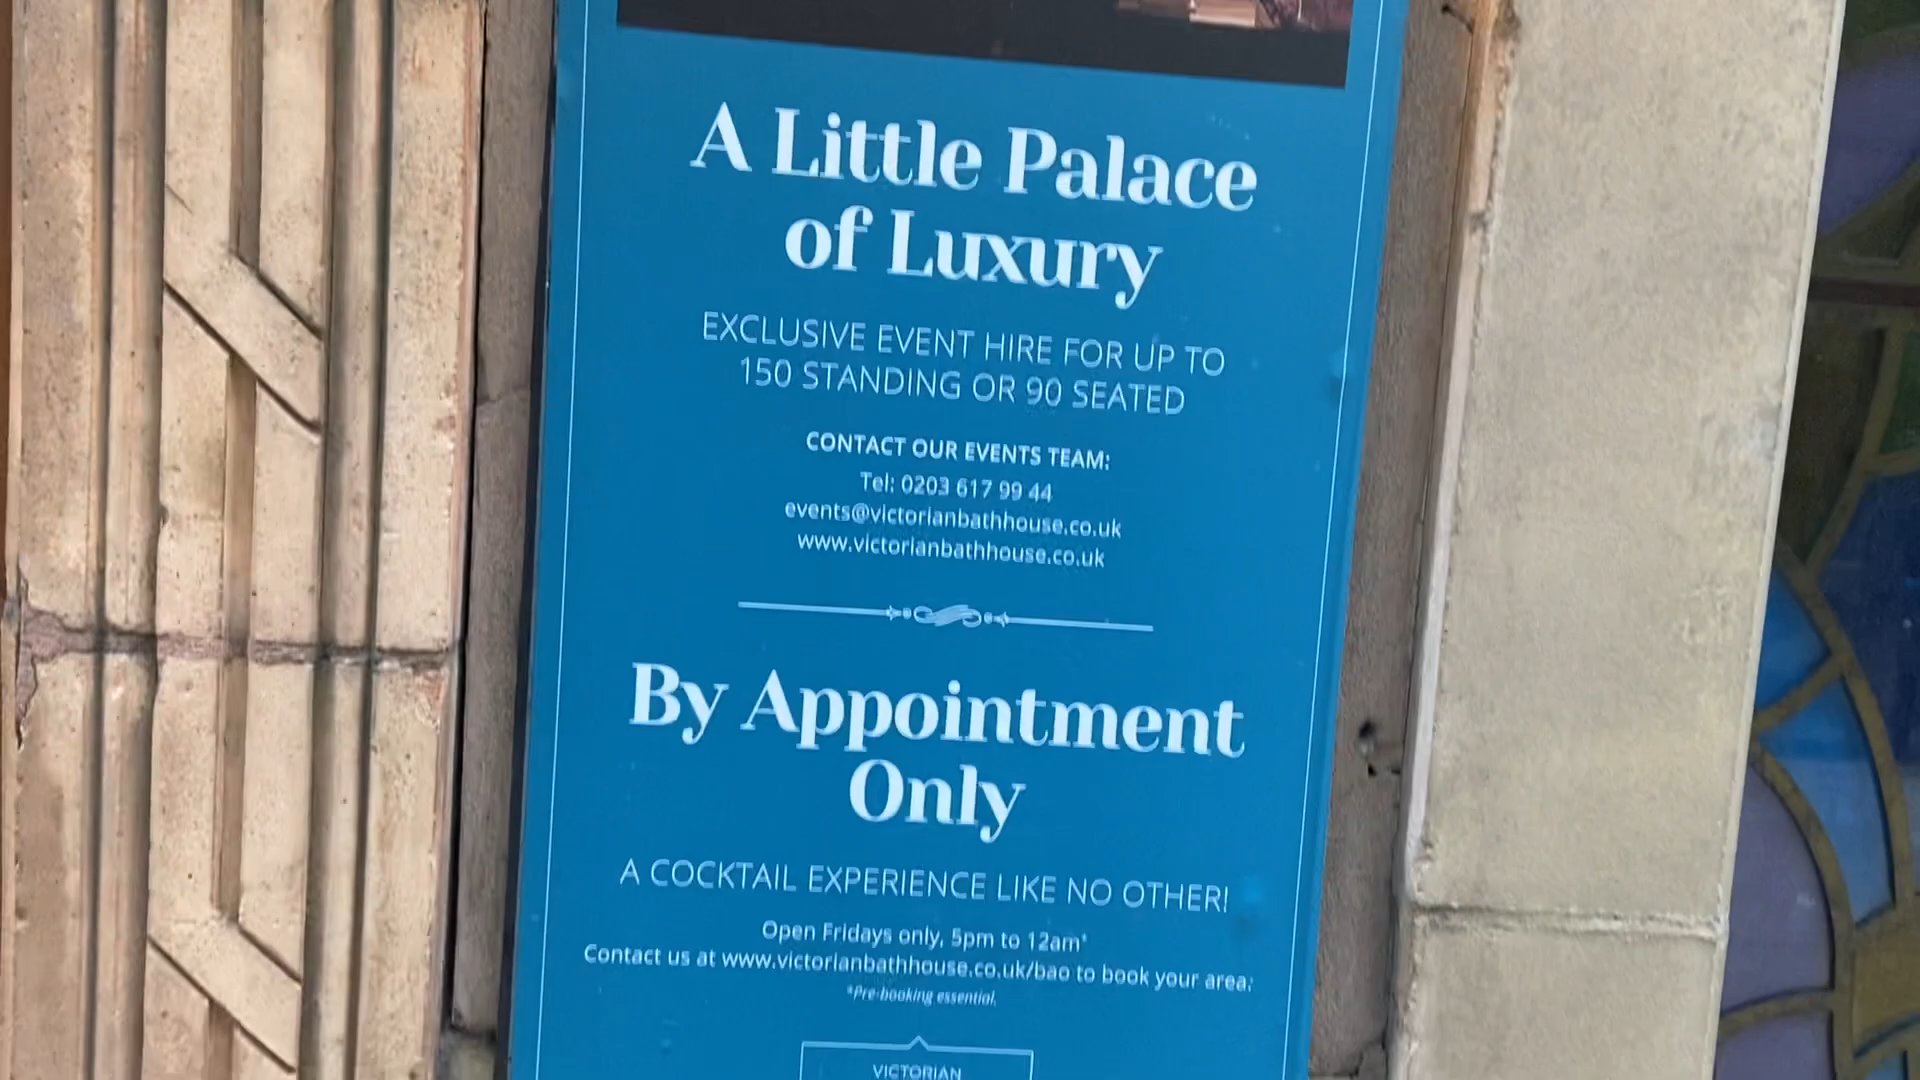 A Little Palace
of Luxury
EXCLUSIVE EVENT HIRE FOR UP TO
150 STANDING OR 90 SEATED
CONTACT OUR EVENTS TEAM:
Tel: 0203 617 99 44
events@victorianbathhouse.co.uk
www.victorianbathhouse.co.uk
By Appointment
Only
A COCKTAIL EXPERIENCE LIKE NO OTHER!
Open Fridays only, 5pm to 12am*
Contact us at www.victorianbathhouse.co.uk/bao to book your area.
*Pre-booking essential.
VICTORIAN